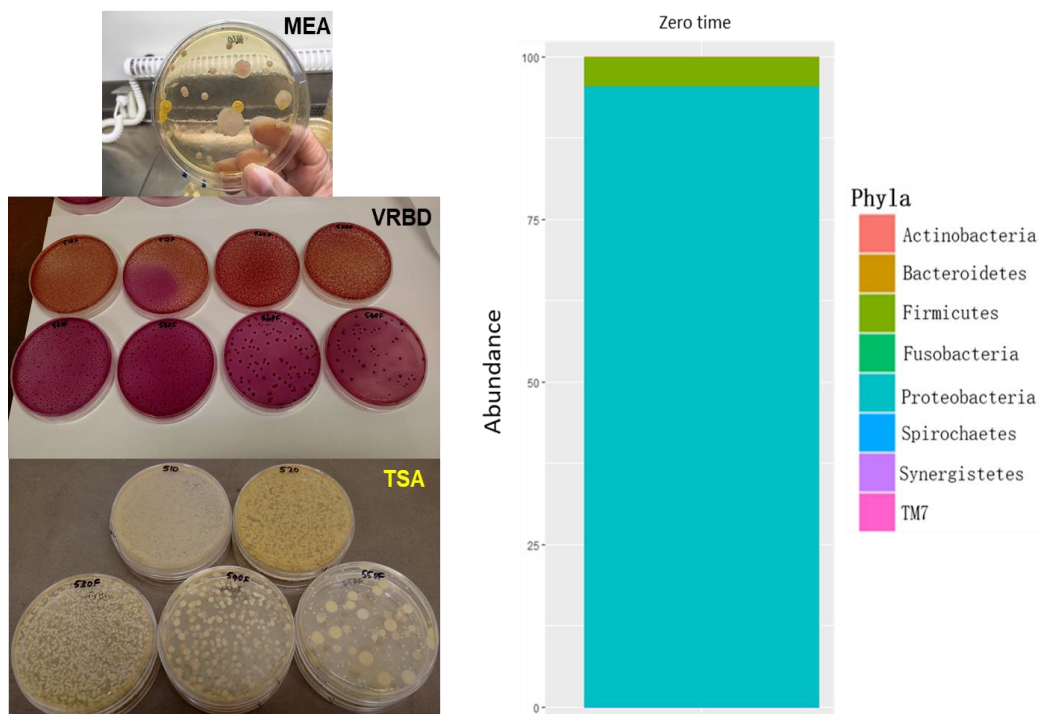 MEA
VRBD
TSA
510
520
530F
540F
550F
Zero time
100
75
50
25
0
Abundance
Phyla
Actinobacteria
Bacteroidetes
Firmicutes
Fusobacteria
Proteobacteria
Spirochaetes
Synergistetes
TM7